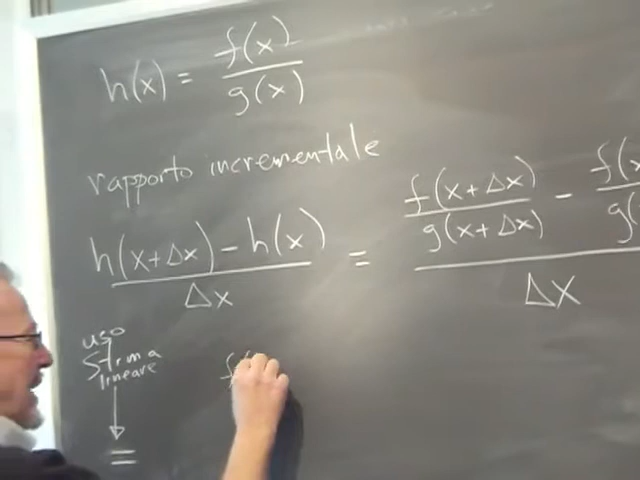 h(x) = f(x) / g(x)
rapporto incrementale
(h(x+Δx) - h(x)) / Δx = (f(x+Δx) / g(x+Δx) - f(x / g(
Δx
uso
Stima
lineare
=
f(